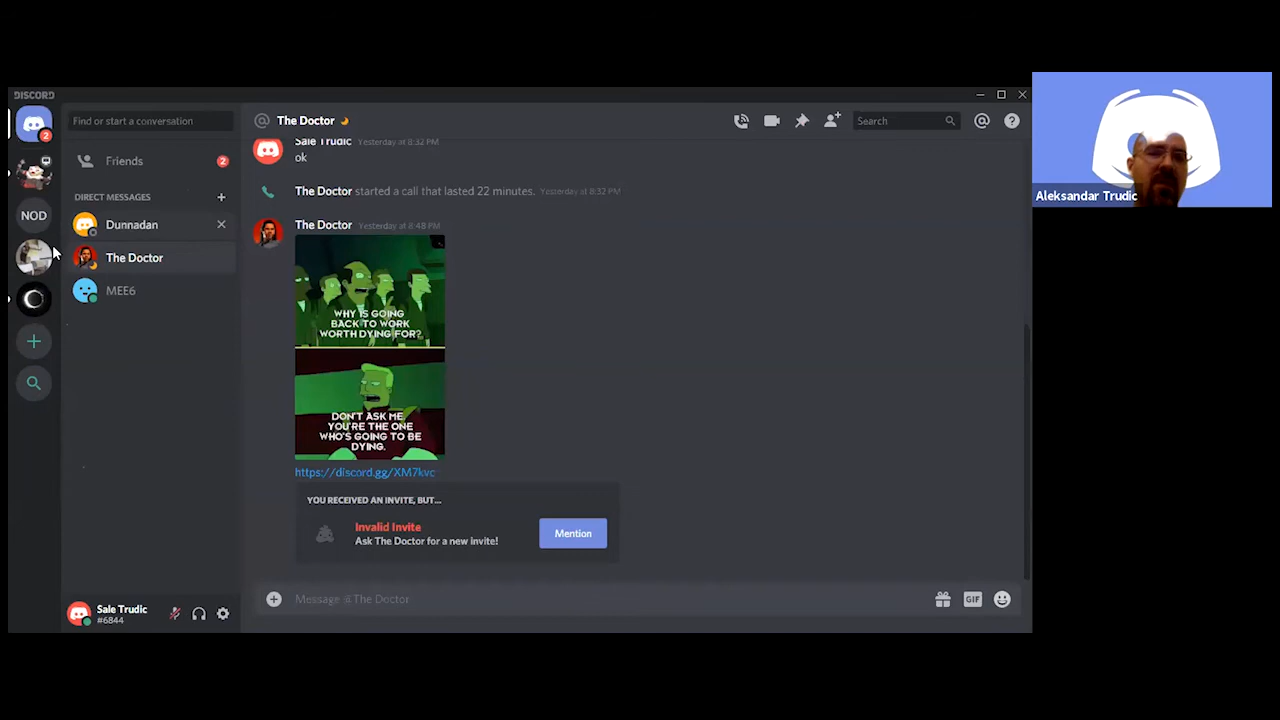 DISCORD
2
Find or start a conversation
The Doctor
Search
Sale Trudic Yesterday at 8:32 PM
ok
Friends
2
The Doctor started a call that lasted 22 minutes. Yesterday at 8:32 PM
DIRECT MESSAGES
NOD
Dunnadan
The Doctor Yesterday at 8:48 PM
The Doctor
MEE6
WHY IS GOING
BACK TO WORK
WORTH DYING FOR?
DON'T ASK ME.
YOU'RE THE ONE
WHO'S GOING TO BE
DYING.
https://discord.gg/XM7kvc
YOU RECEIVED AN INVITE, BUT...
Invalid Invite
Ask The Doctor for a new invite!
Mention
Message @The Doctor
GIF
Sale Trudic
#6844
Aleksandar Trudic